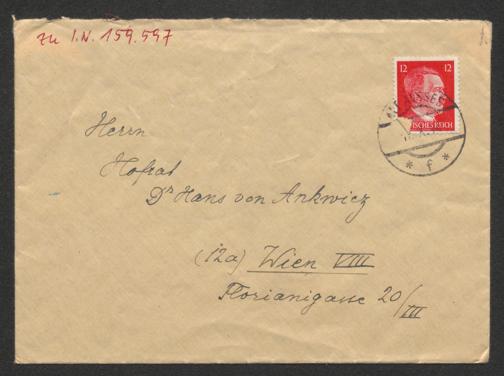 zu I.N. 159.597
12 12
DEUTSCHES REICH
Herrn
Hofrat
Dr Hans von Ankwicz
(12a) Wien VIII
Florianigasse 20/III
* f *